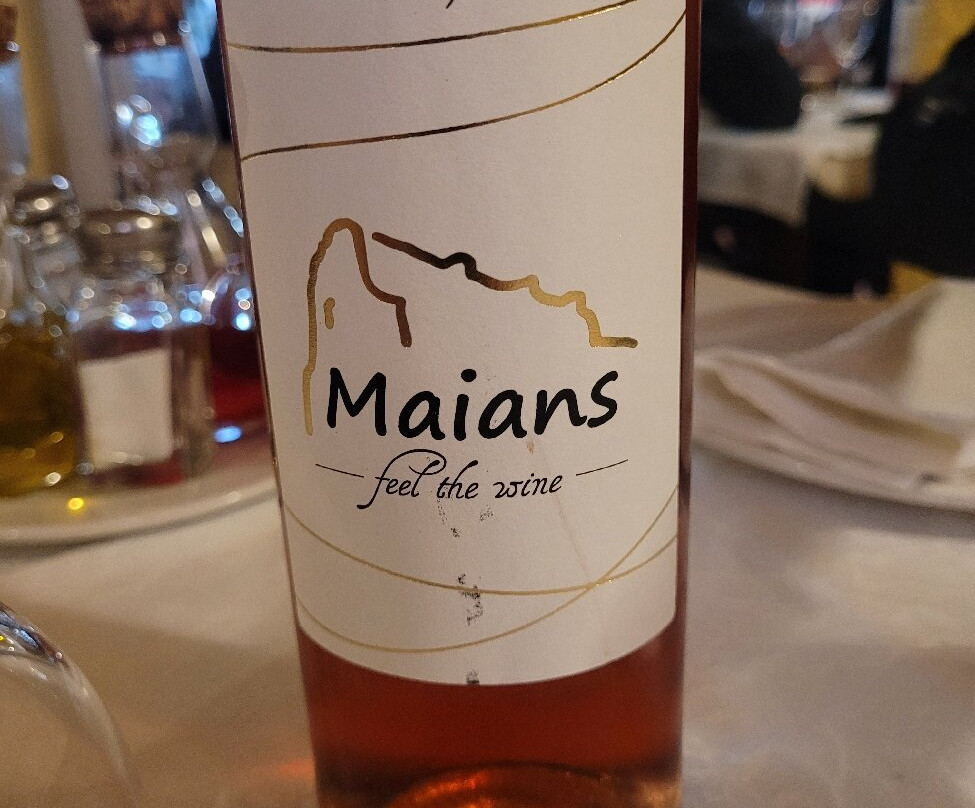 Maians
feel the wine